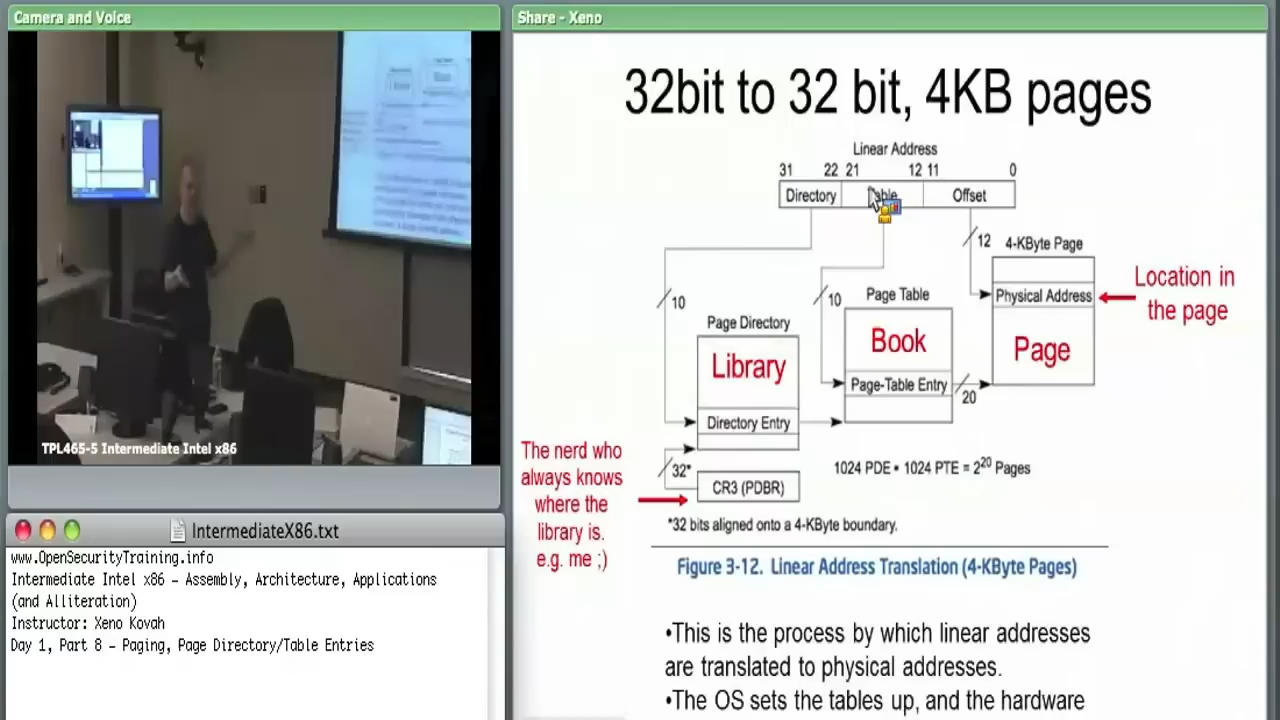 Camera and Voice
TPL465-5 Intermediate Intel x86
IntermediateX86.txt
www.OpenSecurityTraining.info
Intermediate Intel x86 – Assembly, Architecture, Applications
(and Alliteration)
Instructor: Xeno Kovah
Day 1, Part 8 – Paging, Page Directory/Table Entries
Share - Xeno
32bit to 32 bit, 4KB pages
Linear Address
31 22 21 12 11 0
Directory Table Offset
12
4-KByte Page
10
10
Page Table
Physical Address
Location in
the page
Page Directory
Book
Page
Library
Page-Table Entry
20
Directory Entry
The nerd who
always knows
where the
library is.
e.g. me ;)
32*
CR3 (PDBR)
1024 PDE • 1024 PTE = 2²⁰ Pages
*32 bits aligned onto a 4-KByte boundary.
Figure 3-12. Linear Address Translation (4-KByte Pages)
•This is the process by which linear addresses
are translated to physical addresses.
•The OS sets the tables up, and the hardware